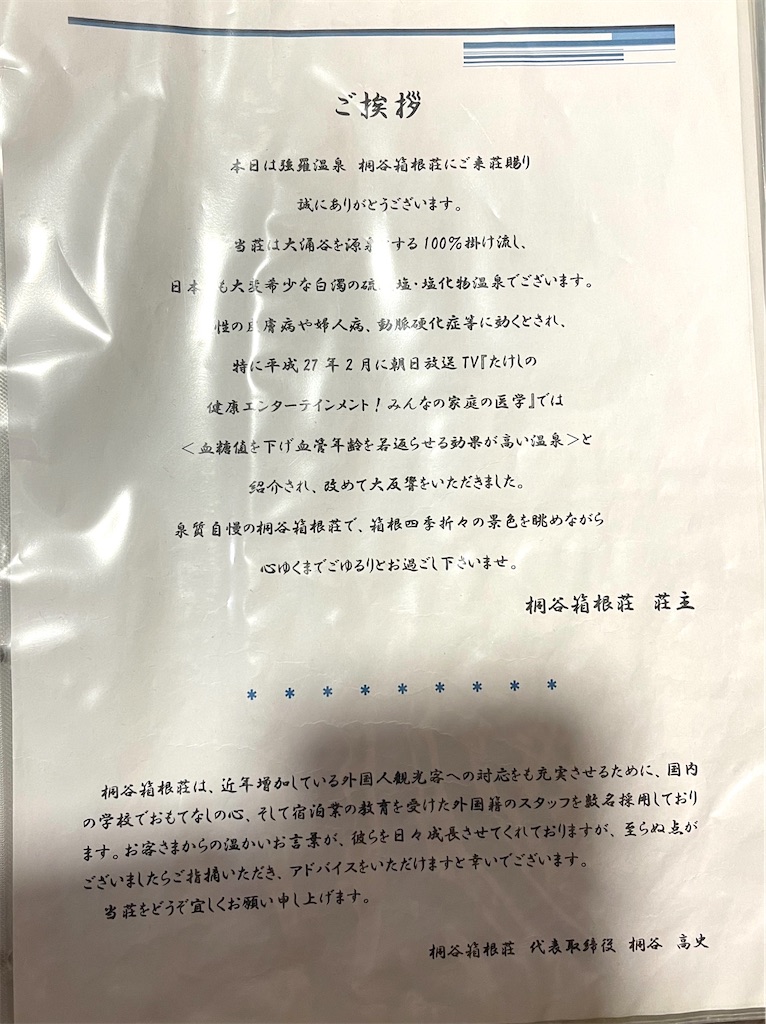 ご挨拶
本日は強羅温泉 桐谷箱根荘にご来荘賜り
誠にありがとうございます。
当荘は大涌谷を源泉する100%掛け流し、
日本も大変希少な白濁の硫塩・塩化物温泉でございます。
性の皮膚病や婦人病、動脈硬化症等に効くとされ、
特に平成27年2月に朝日放送TV『たけしの
健康エンターテインメント!みんなの家庭の医学』では
<血糖値を下げ血管年齢を若返らせる効果が高い温泉>と
紹介され、改めて大反響をいただきました。
泉質自慢の桐谷箱根荘で、箱根四季折々の景色を眺めながら
心ゆくまでごゆるりとお過ごし下さいませ。
桐谷箱根荘 荘主
* * * * * * * * *
桐谷箱根荘は、近年増加している外国人観光客への対応をも充実させるために、国内
の学校でおもてなしの心、そして宿泊業の教育を受けた外国籍のスタッフを数名採用しており
ます。お客さまからの温かいお言葉が、彼らを日々成長させてくれておりますが、至らぬ点が
ございましたらご指摘いただき、アドバイスをいただけますと幸いでございます。
当荘をどうぞ宜しくお願い申し上げます。
桐谷箱根荘 代表取締役 桐谷 高史